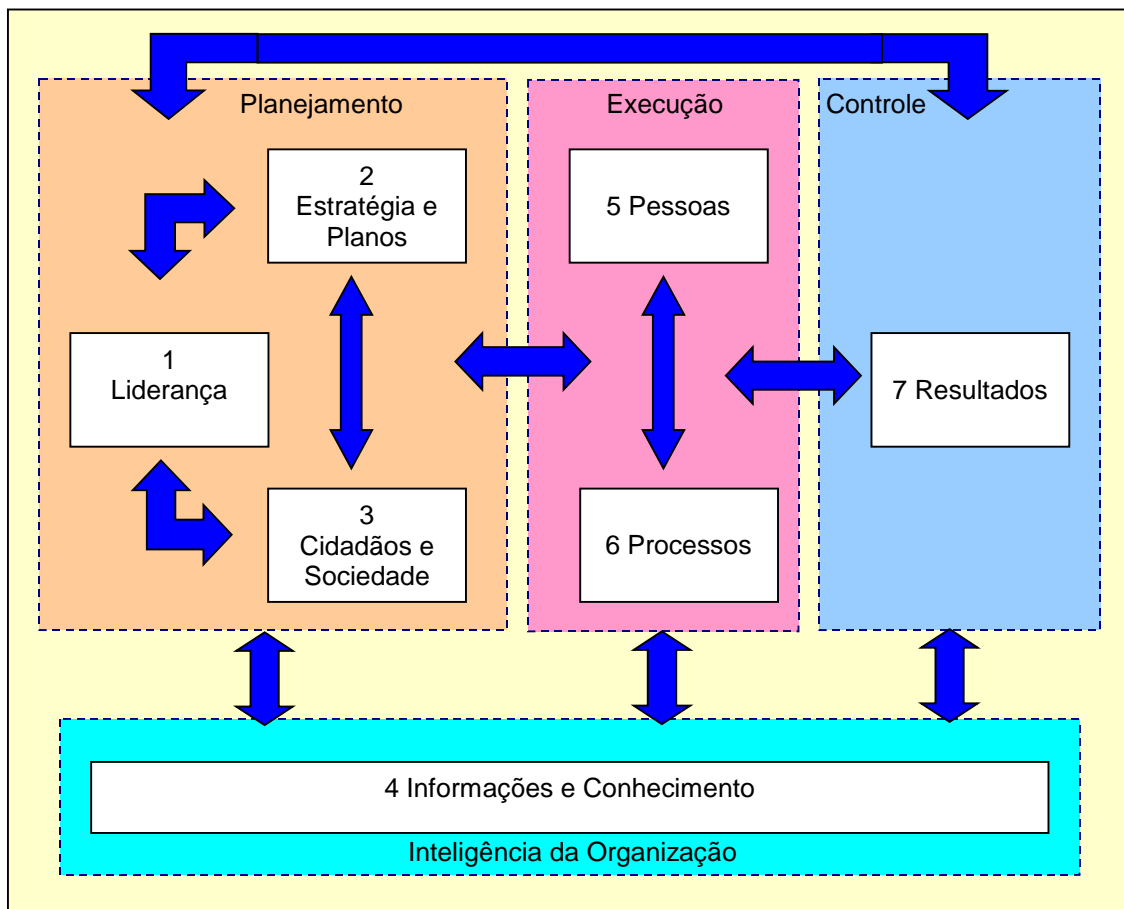 Planejamento
Execução
Controle
2
Estratégia e
Planos
5 Pessoas
1
Liderança
7 Resultados
3
Cidadãos e
Sociedade
6 Processos
4 Informações e Conhecimento
Inteligência da Organização